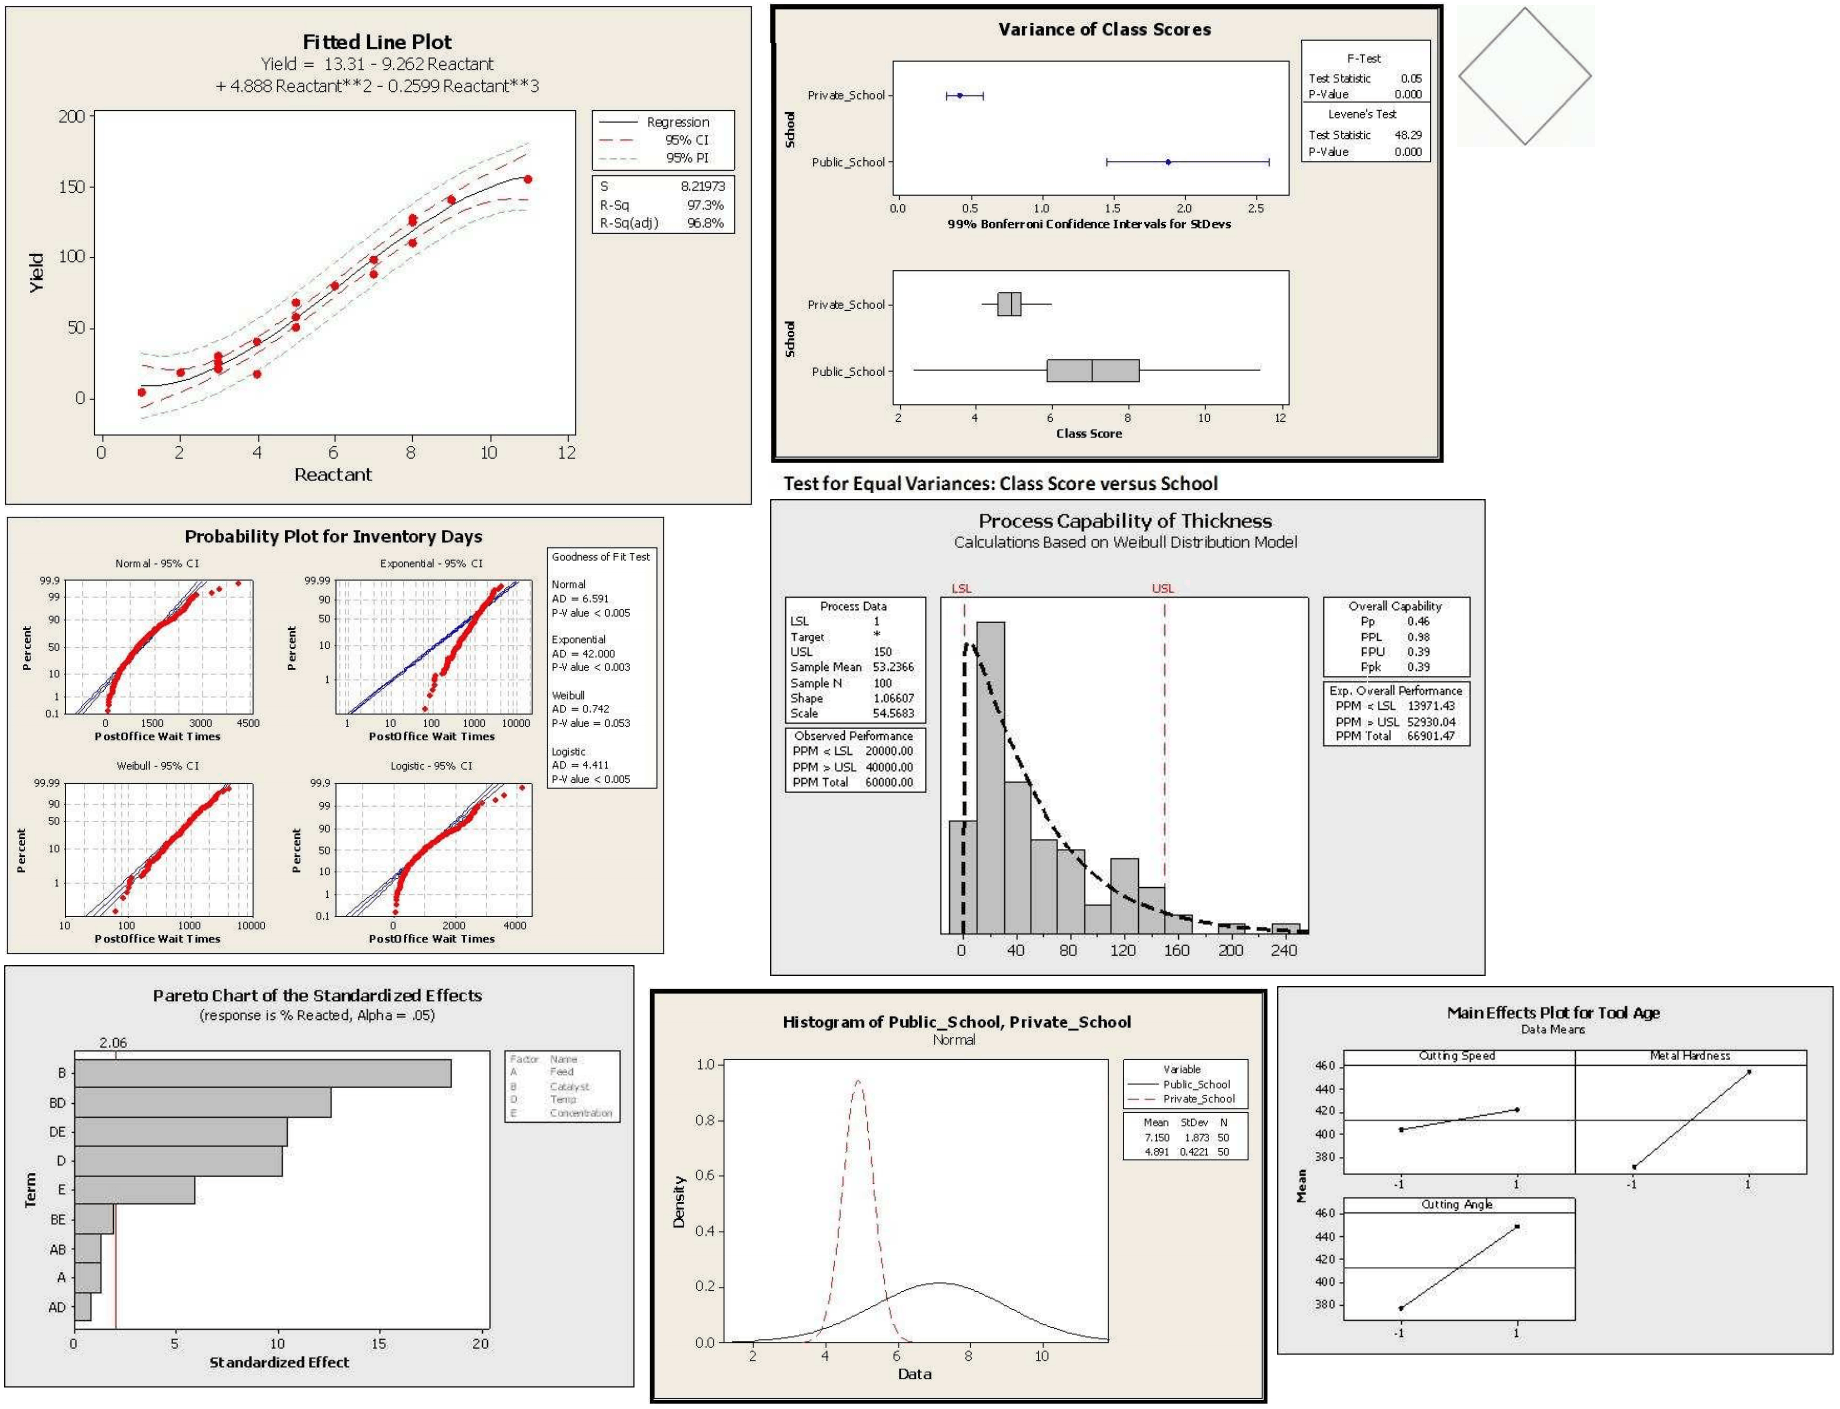 Fitted Line Plot
Yield = 13.31 - 9.262 Reactant
+ 4.888 Reactant**2 - 0.2599 Reactant**3
200
150
100
50
0
Yield
0 2 4 6 8 10 12
Reactant
Regression
95% CI
95% PI
S 8.21973
R-Sq 97.3%
R-Sq(adj) 96.8%
Variance of Class Scores
School
Private_School
Public_School
0.0 0.5 1.0 1.5 2.0 2.5
99% Bonferroni Confidence Intervals for StDevs
F-Test
Test Statistic 0.05
P-Value 0.000
Levene's Test
Test Statistic 48.29
P-Value 0.000
School
Private_School
Public_School
2 4 6 8 10 12
Class Score
Test for Equal Variances: Class Score versus School
Probability Plot for Inventory Days
Normal - 95% CI
Percent
99.9
99
90
50
10
1
0.1
0 1500 3000 4500
PostOffice Wait Times
Exponential - 95% CI
Percent
99.99
90
50
10
1
1 10 100 1000 10000
PostOffice Wait Times
Weibull - 95% CI
Percent
99.99
90
50
10
1
10 100 1000 10000
PostOffice Wait Times
Logistic - 95% CI
Percent
99.9
99
90
50
10
1
0.1
0 2000 4000
PostOffice Wait Times
Goodness of Fit Test
Normal
AD = 6.591
P-Value < 0.005
Exponential
AD = 42.000
P-Value < 0.003
Weibull
AD = 0.742
P-Value = 0.053
Logistic
AD = 4.411
P-Value < 0.005
Process Capability of Thickness
Calculations Based on Weibull Distribution Model
LSL USL
Process Data
LSL 1
Target *
USL 150
Sample Mean 53.2366
Sample N 100
Shape 1.06607
Scale 54.5683
Observed Performance
PPM < LSL 20000.00
PPM > USL 40000.00
PPM Total 60000.00
0 40 80 120 160 200 240
Overall Capability
Pp 0.46
PPL 0.98
PPU 0.39
Ppk 0.39
Exp. Overall Performance
PPM < LSL 13971.43
PPM > USL 52930.04
PPM Total 66901.47
Pareto Chart of the Standardized Effects
(response is % Reacted, Alpha = .05)
2.06
Term
B
BD
DE
D
E
BE
AB
A
AD
0 5 10 15 20
Standardized Effect
Factor Name
A Feed
B Catalyst
D Temp
E Concentration
Histogram of Public_School, Private_School
Normal
Density
1.0
0.8
0.6
0.4
0.2
0.0
2 4 6 8 10
Data
Variable
Public_School
Private_School
Mean StDev N
7.150 1.873 50
4.891 0.4221 50
Main Effects Plot for Tool Age
Data Means
Mean
Cutting Speed Metal Hardness
460
440
420
400
380
-1 1 -1 1
Cutting Angle
460
440
420
400
380
-1 1